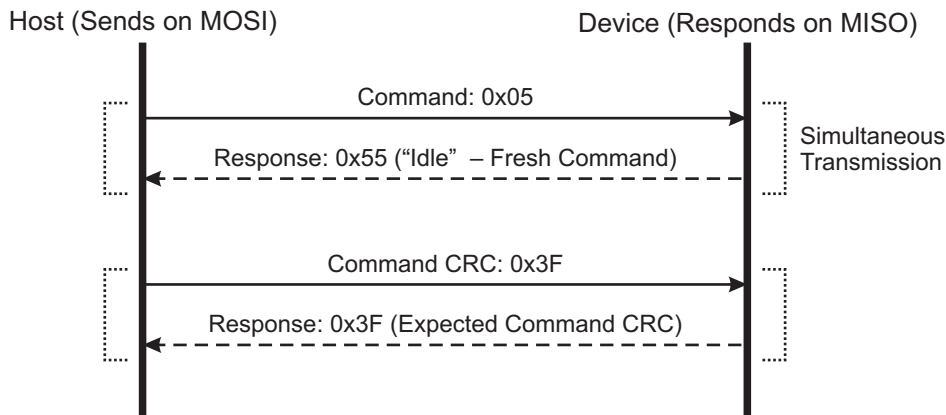 Host (Sends on MOSI)
Device (Responds on MISO)
Command: 0x05
Response: 0x55 (“Idle” – Fresh Command)
Simultaneous
Transmission
Command CRC: 0x3F
Response: 0x3F (Expected Command CRC)